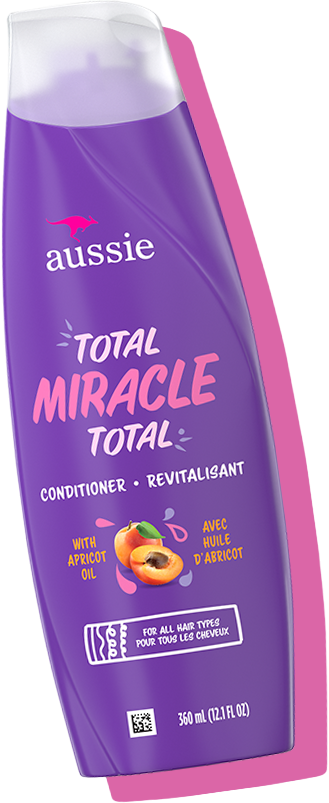 aussie
TOTAL
MIRACLE
TOTAL
CONDITIONER • REVITALISANT
WITH
APRICOT
OIL
AVEC
HUILE
D'ABRICOT
FOR ALL HAIR TYPES
POUR TOUS LES CHEVEUX
360 mL (12.1 FL OZ)